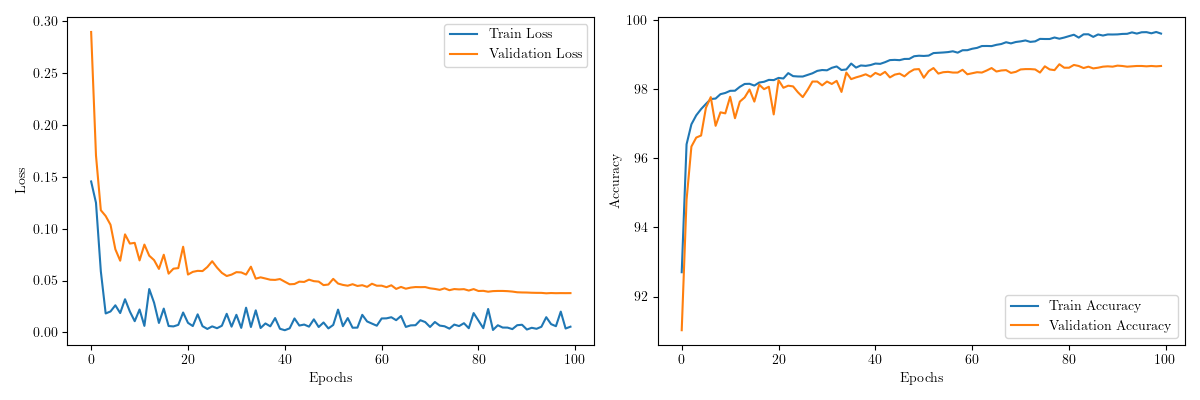 0.30
0.25
0.20
0.15
0.10
0.05
0.00
Loss
0 20 40 60 80 100
Epochs
Train Loss
Validation Loss
100
98
96
94
92
Accuracy
0 20 40 60 80 100
Epochs
Train Accuracy
Validation Accuracy